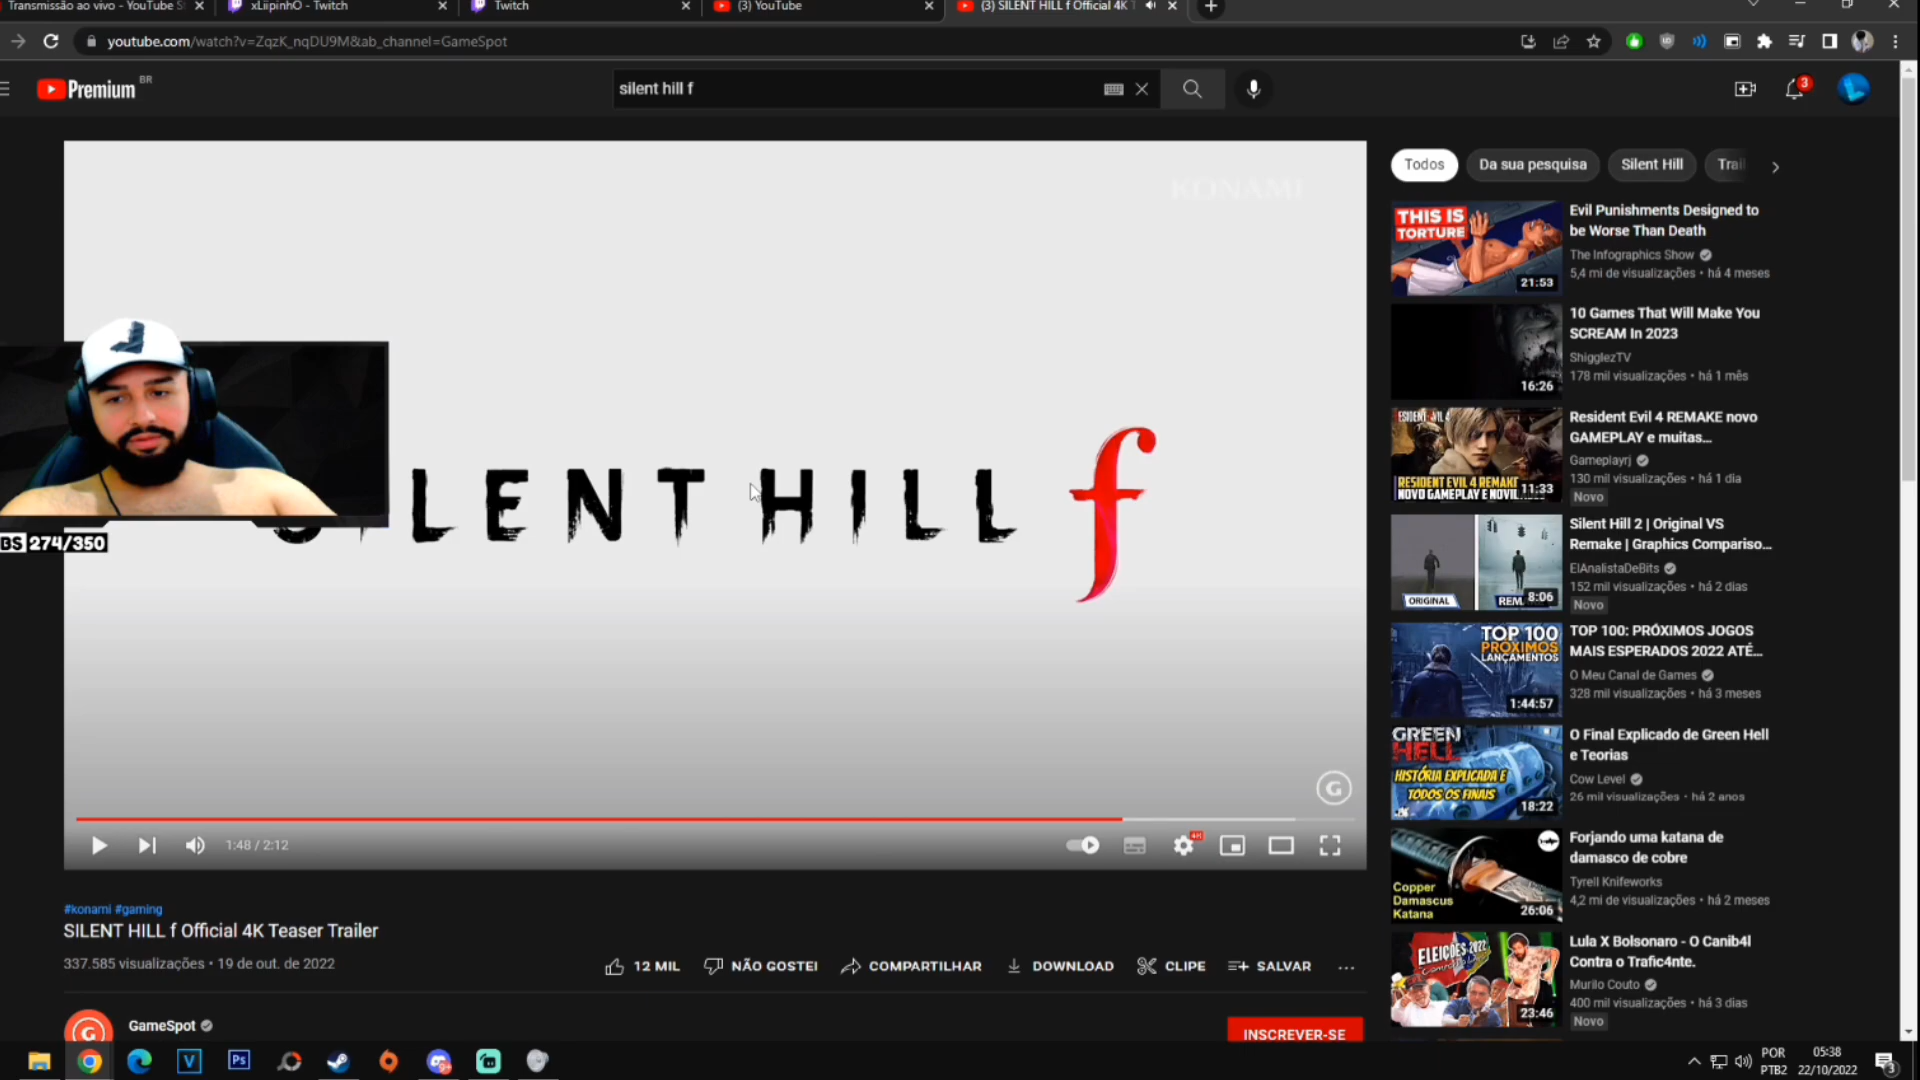 Transmissão ao vivo - YouTube S
xLiipinhO - Twitch
Twitch
(3) YouTube
(3) SILENT HILL f Official 4K T
youtube.com/watch?v=ZqzK_nqDU9M&ab_channel=GameSpot
Premium BR
silent hill f
3
KONAMI
SILENT HILL f
BS 274/350
G
1:48 / 2:12
#konami #gaming
SILENT HILL f Official 4K Teaser Trailer
337.585 visualizações • 19 de out. de 2022
12 MIL
NÃO GOSTEI
COMPARTILHAR
DOWNLOAD
CLIPE
SALVAR
GameSpot
INSCREVER-SE
Todos
Da sua pesquisa
Silent Hill
Trail
THIS IS
TORTURE
21:53
Evil Punishments Designed to
be Worse Than Death
The Infographics Show
5,4 mi de visualizações • há 4 meses
16:26
10 Games That Will Make You
SCREAM In 2023
ShigglezTV
178 mil visualizações • há 1 mês
RESIDENT EVIL 4 REMAKE
NOVO GAMEPLAY E
11:33
Resident Evil 4 REMAKE novo
GAMEPLAY e muitas...
Gameplayrj
130 mil visualizações • há 1 dia
Novo
ORIGINAL
REM
8:06
Silent Hill 2 | Original VS
Remake | Graphics Compariso...
ElAnalistaDeBits
152 mil visualizações • há 2 dias
Novo
TOP 100
PRÓXIMOS
LANÇAMENTOS
1:44:57
TOP 100: PRÓXIMOS JOGOS
MAIS ESPERADOS 2022 ATÉ...
O Meu Canal de Games
328 mil visualizações • há 3 meses
GREEN
HELL
HISTÓRIA EXPLICADA E
TODOS OS FINAIS
18:22
O Final Explicado de Green Hell
e Teorias
Cow Level
26 mil visualizações • há 2 anos
Copper
Damascus
Katana
26:06
Forjando uma katana de
damasco de cobre
Tyrell Knifeworks
4,2 mi de visualizações • há 2 meses
ELEIÇÕES 2022
23:46
Lula X Bolsonaro - O Canib4l
Contra o Trafic4nte.
Murilo Couto
400 mil visualizações • há 3 dias
Novo
V
Ps
POR
PTB2
05:38
22/10/2022
3